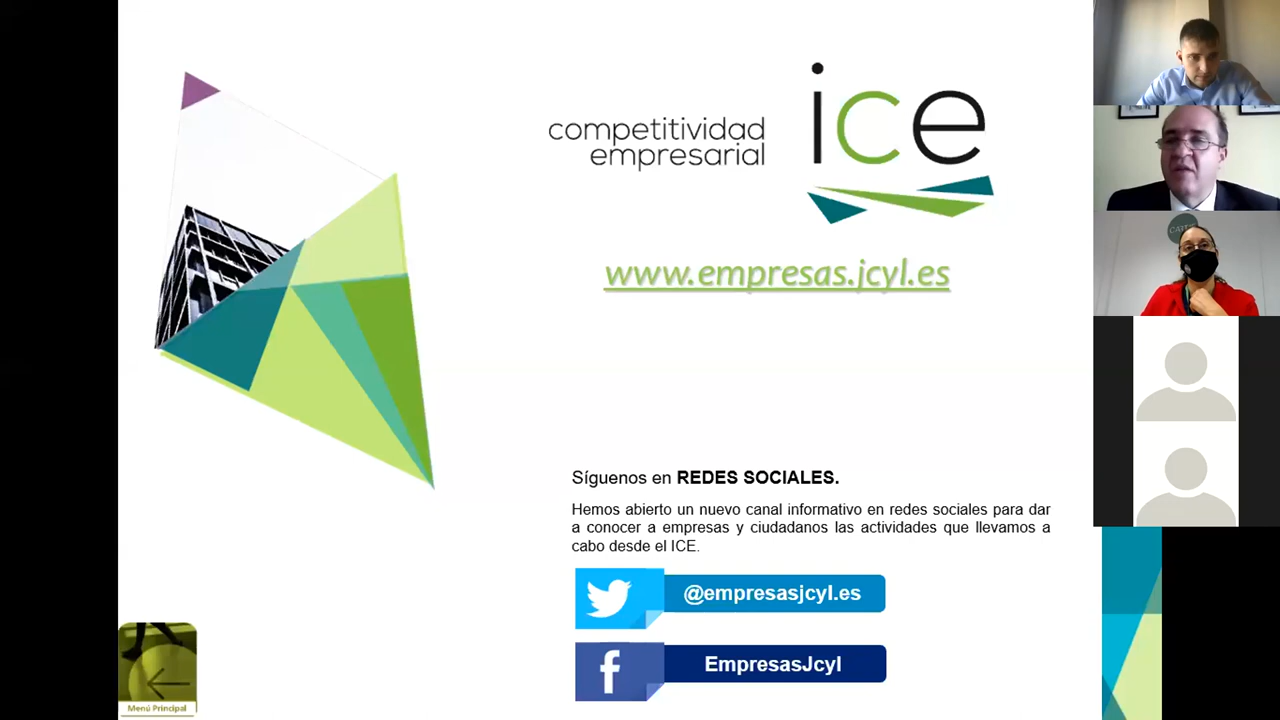 competitividad
empresarial
ice
www.empresas.jcyl.es
Síguenos en REDES SOCIALES.
Hemos abierto un nuevo canal informativo en redes sociales para dar
a conocer a empresas y ciudadanos las actividades que llevamos a
cabo desde el ICE.
@empresasjcyl.es
EmpresasJcyl
Menú Principal